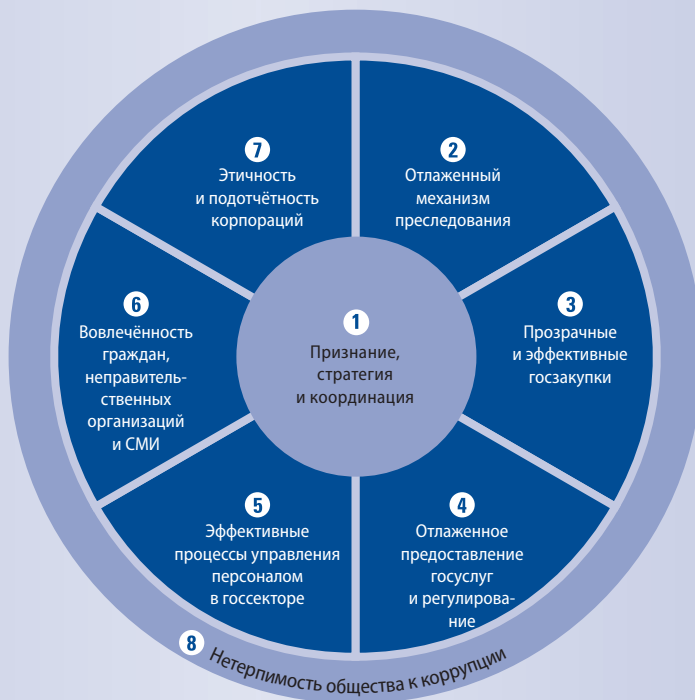 1
Признание,
стратегия
и координация
2
Отлаженный
механизм
преследования
3
Прозрачные
и эффективные
госзакупки
4
Отлаженное
предоставление
госуслуг
и регулирова-
ние
5
Эффективные
процессы управления
персоналом
в госсекторе
6
Вовлечённость
граждан,
неправитель-
ственных
организаций
и СМИ
7
Этичность
и подотчётность
корпораций
8
Нетерпимость общества к коррупции